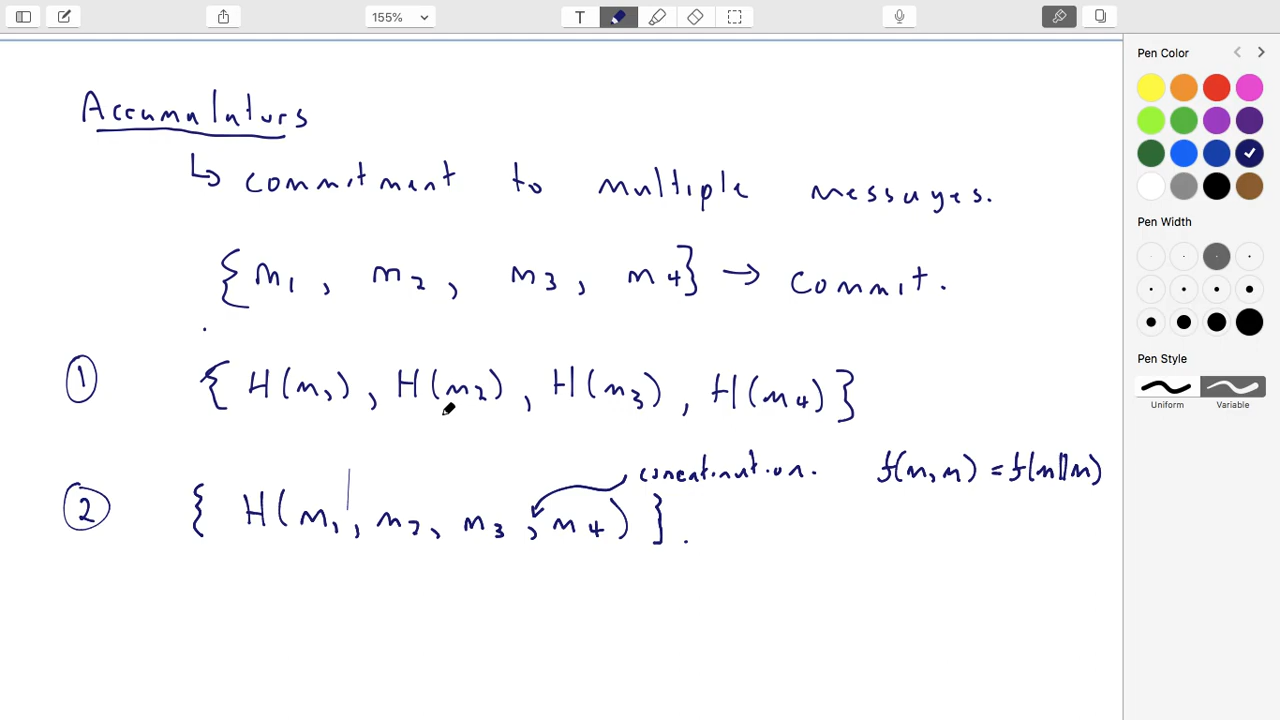 155%
T
Pen Color
Accumulators
↳ commitment to multiple messages.
{m1, m2, m3, m4} → commit.
Pen Width
① {H(m1), H(m2), H(m3), H(m4)}
Pen Style
Uniform Variable
concatination. f(m,m) = f(m||m)
② {H(m1, m2, m3, m4)}.